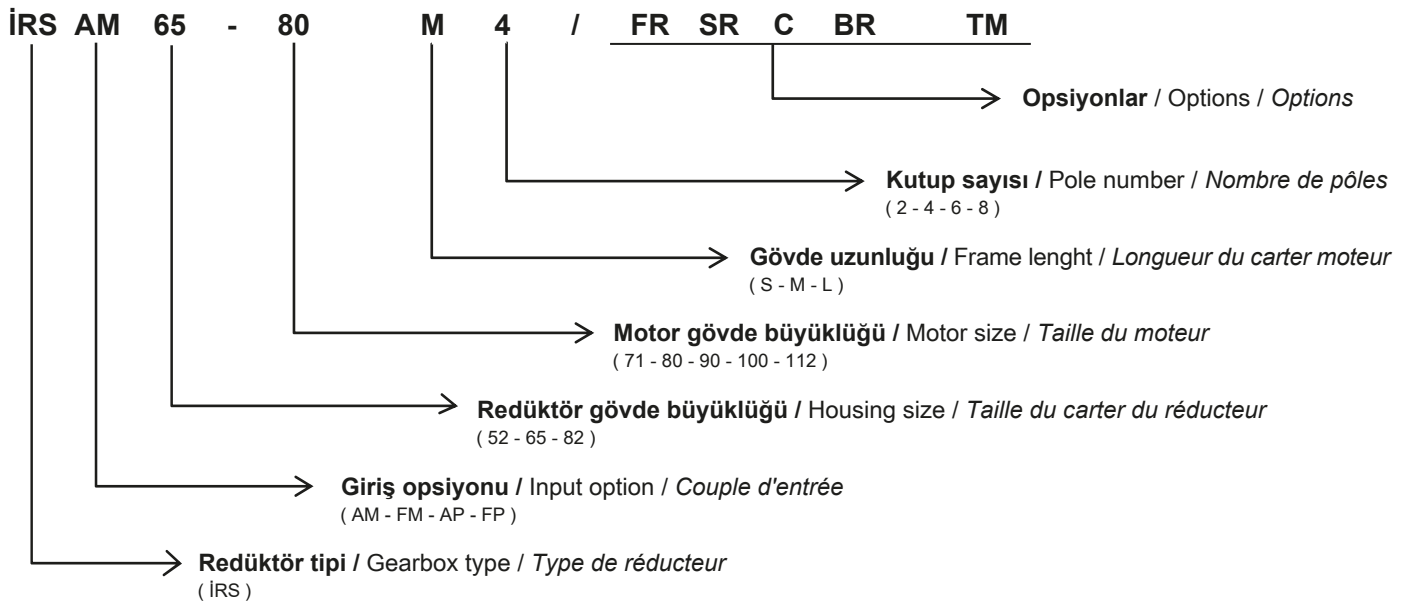 İRS AM 65 - 80 M 4 / FR SR C BR TM
Opsiyonlar / Options / Options
Kutup sayısı / Pole number / Nombre de pôles
( 2 - 4 - 6 - 8 )
Gövde uzunluğu / Frame lenght / Longueur du carter moteur
( S - M - L )
Motor gövde büyüklüğü / Motor size / Taille du moteur
( 71 - 80 - 90 - 100 - 112 )
Redüktör gövde büyüklüğü / Housing size / Taille du carter du réducteur
( 52 - 65 - 82 )
Giriş opsiyonu / Input option / Couple d'entrée
( AM - FM - AP - FP )
Redüktör tipi / Gearbox type / Type de réducteur
( İRS )